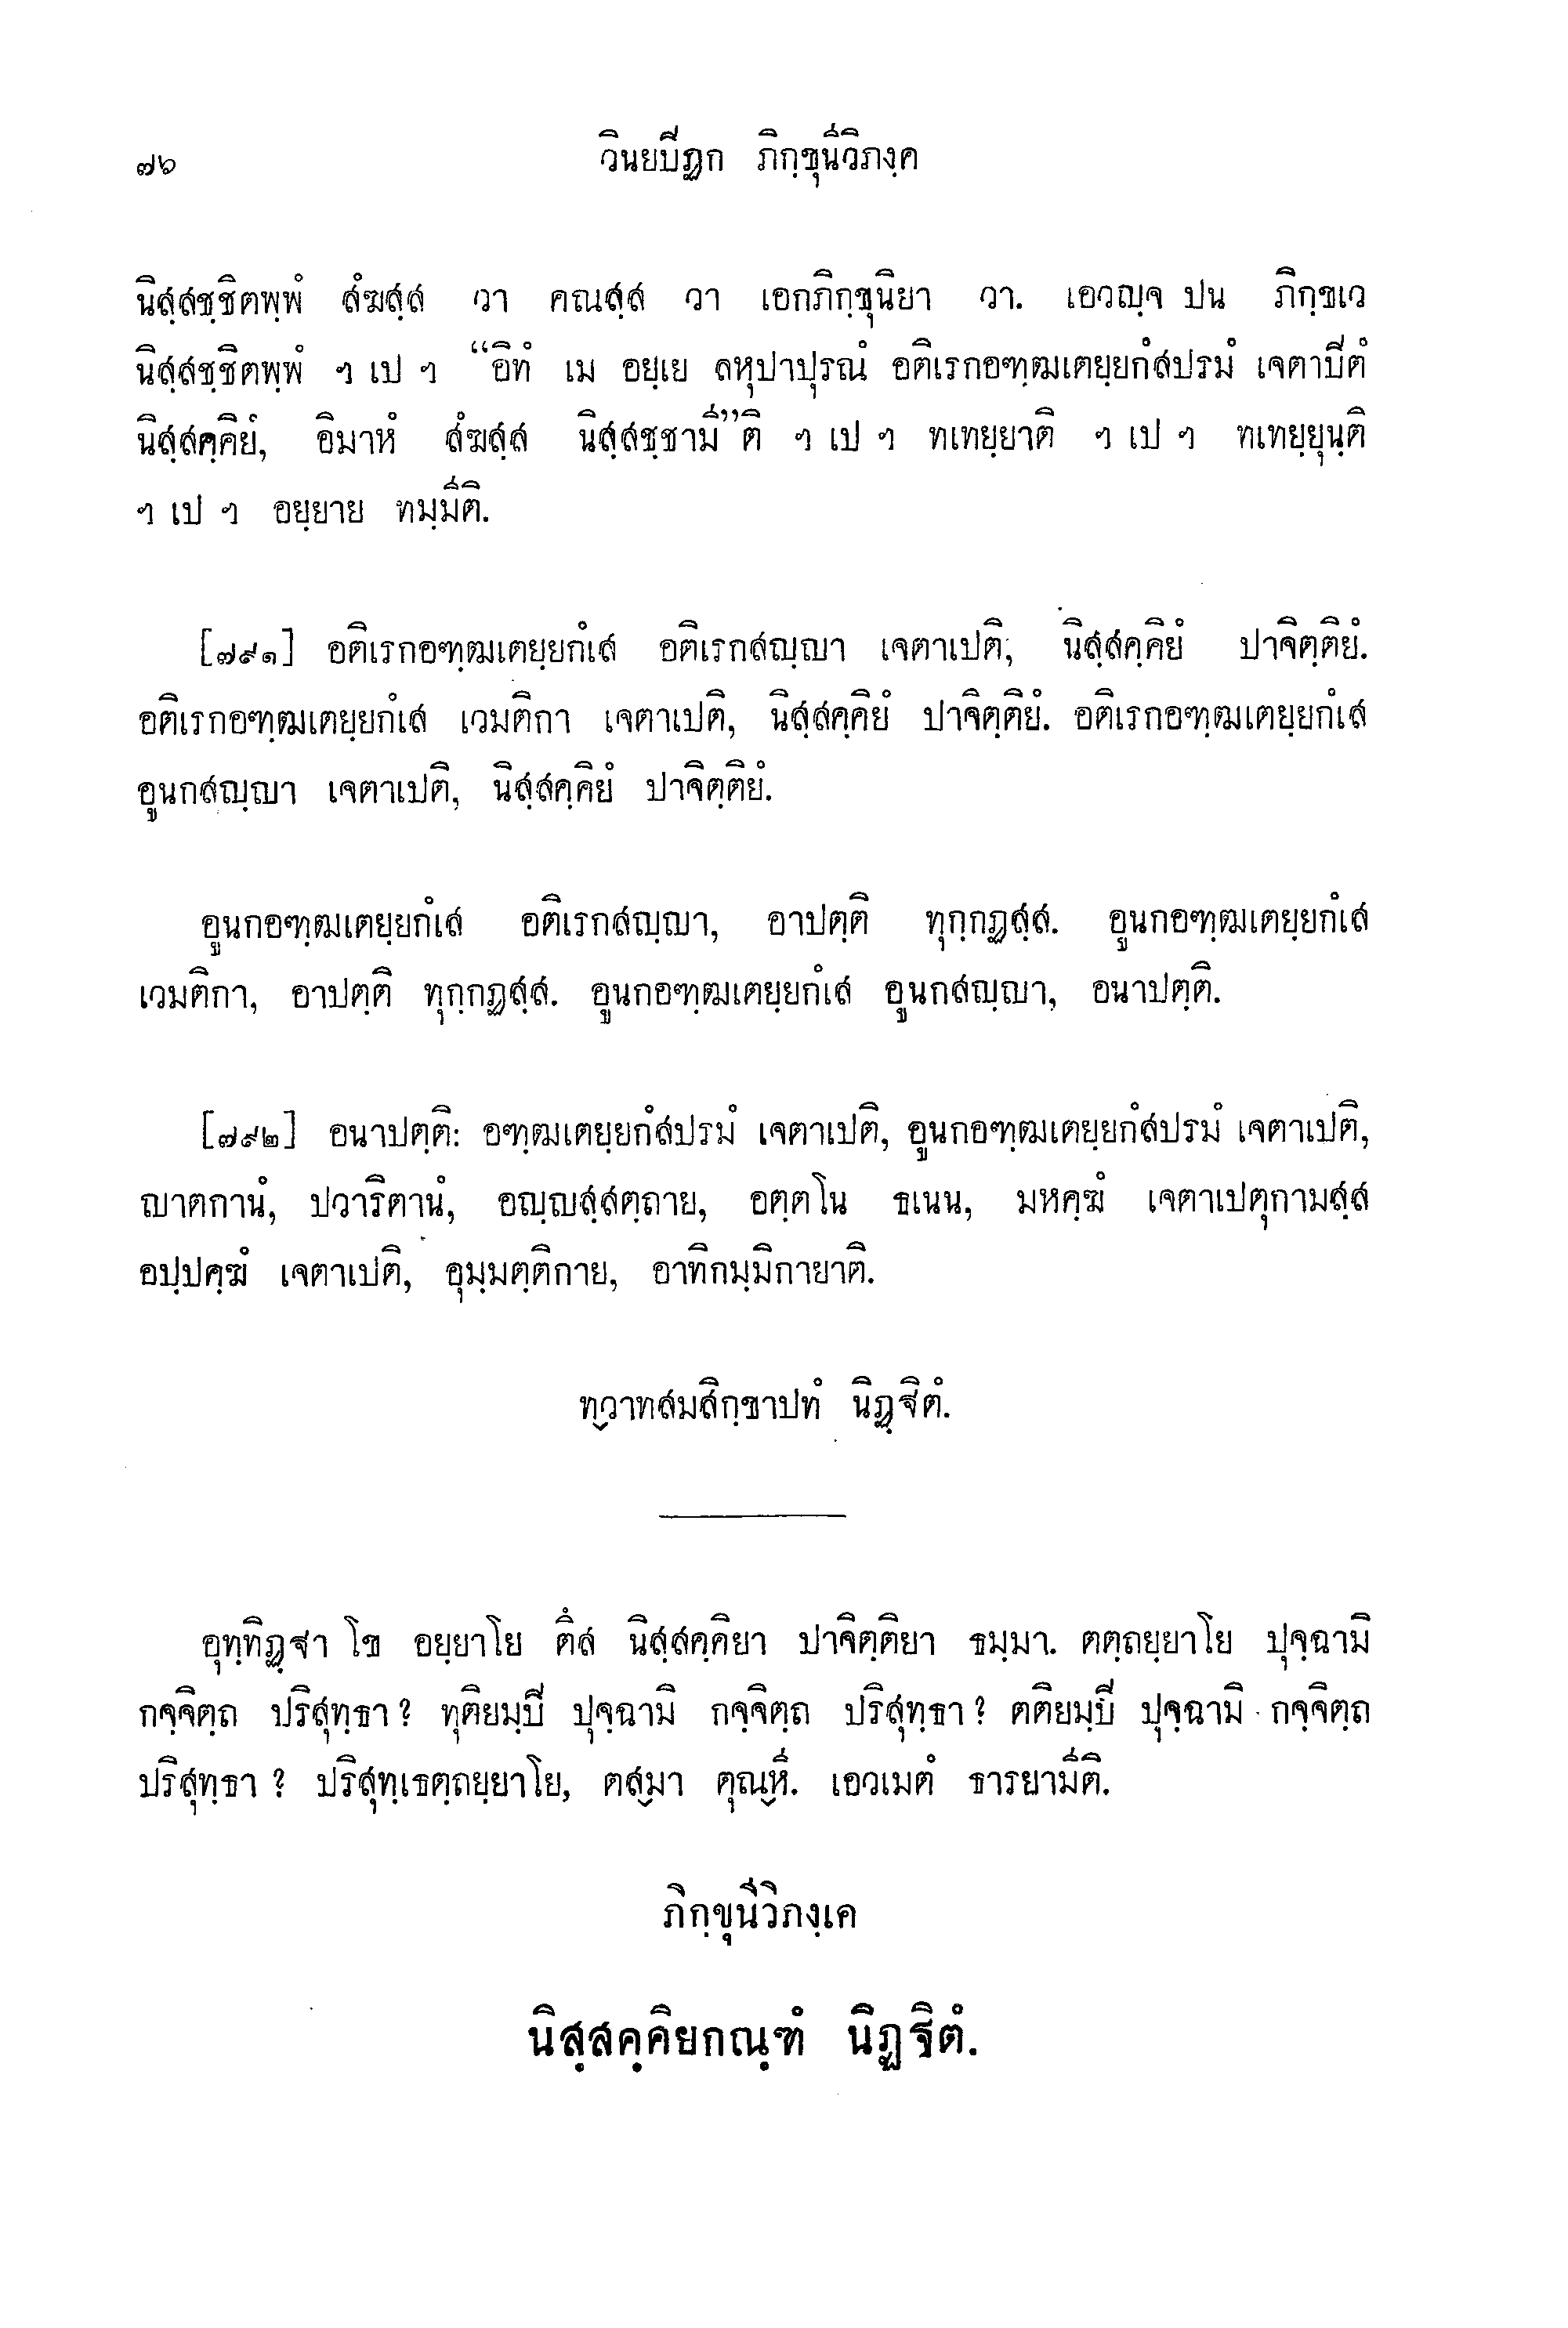 ๗๖ วินยปิฏก ภิกฺขุนีวิภงฺค
นิสฺสชฺชิตพฺพํ สํฆสฺส วา คณสฺส วา เอกภิกฺขุนิยา วา. เอวญฺจ ปน ภิกฺขเว
นิสฺสชฺชิตพฺพํ ฯ เป ฯ “อิทํ เม อยฺเย ลหุปาปุรณํ อติเรกอฑฺฒเตยฺยกํสปรมํ เจตาปิตํ
นิสฺสคฺคิยํ, อิมาหํ สํฆสฺส นิสฺสชฺชามี”ติ ฯ เป ฯ ทเทยฺยาติ ฯ เป ฯ ทเทยฺยุนฺติ
ฯ เป ฯ อยฺยาย ทมฺมีติ.
[๗๙๑] อติเรกอฑฺฒเตยฺยกํเส อติเรกสญฺญา เจตาเปติ, นิสฺสคฺคิยํ ปาจิตฺติยํ.
อติเรกอฑฺฒเตยฺยกํเส เวมติกา เจตาเปติ, นิสฺสคฺคิยํ ปาจิตฺติยํ. อติเรกอฑฺฒเตยฺยกํเส
อูนกสญฺญา เจตาเปติ, นิสฺสคฺคิยํ ปาจิตฺติยํ.
อูนกอฑฺฒเตยฺยกํเส อติเรกสญฺญา, อาปตฺติ ทุกฺกฏสฺส. อูนกอฑฺฒเตยฺยกํเส
เวมติกา, อาปตฺติ ทุกฺกฏสฺส. อูนกอฑฺฒเตยฺยกํเส อูนกสญฺญา, อนาปตฺติ.
[๗๙๒] อนาปตฺติ: อฑฺฒเตยฺยกํสปรมํ เจตาเปติ, อูนกอฑฺฒเตยฺยกํสปรมํ เจตาเปติ,
ญาตกานํ, ปวาริตานํ, อญฺญสฺสตฺถาย, อตฺตโน ธเนน, มหคฺฆํ เจตาเปตุกามสฺส
อปฺปคฺฆํ เจตาเปติ, อุมฺมตฺติกาย, อาทิกมฺมิกายาติ.
ทฺวาทสมสิกฺขาปทํ นิฏฺฐิตํ.
อุทฺทิฏฺฐา โข อยฺยาโย ตึส นิสฺสคฺคิยา ปาจิตฺติยา ธมฺมา. ตตฺถยฺยาโย ปุจฺฉามิ
กจฺจิตฺถ ปริสุทฺธา? ทุติยมฺปิ ปุจฺฉามิ กจฺจิตฺถ ปริสุทฺธา? ตติยมฺปิ ปุจฺฉามิ กจฺจิตฺถ
ปริสุทฺธา? ปริสุทฺเธตฺถยฺยาโย, ตสฺมา ตุณฺหี. เอวเมตํ ธารยามีติ.
ภิกฺขุนีวิภงฺเค
นิสฺสคฺคิยกณฺฑํ นิฏฺฐิตํ.